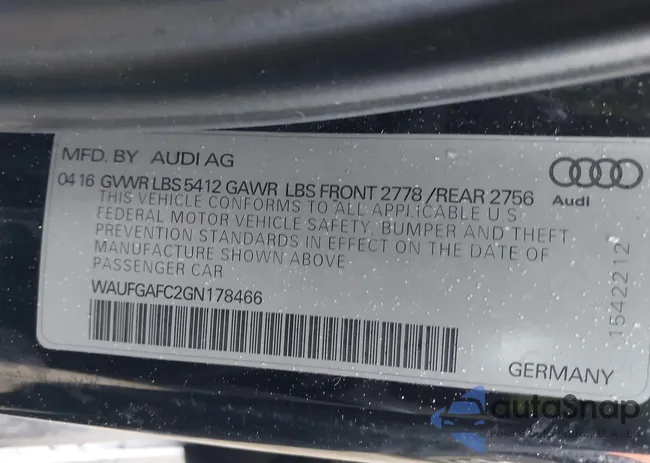 MFD. BY AUDI AG
Audi
04 16 GVWR LBS 5412 GAWR LBS FRONT 2778 /REAR 2756
THIS VEHICLE CONFORMS TO ALL APPLICABLE U S
FEDERAL MOTOR VEHICLE SAFETY, BUMPER AND THEFT
PREVENTION STANDARDS IN EFFECT ON THE DATE OF
MANUFACTURE SHOWN ABOVE
PASSENGER CAR
WAUFGAFC2GN178466
1542212
GERMANY
autoSnap